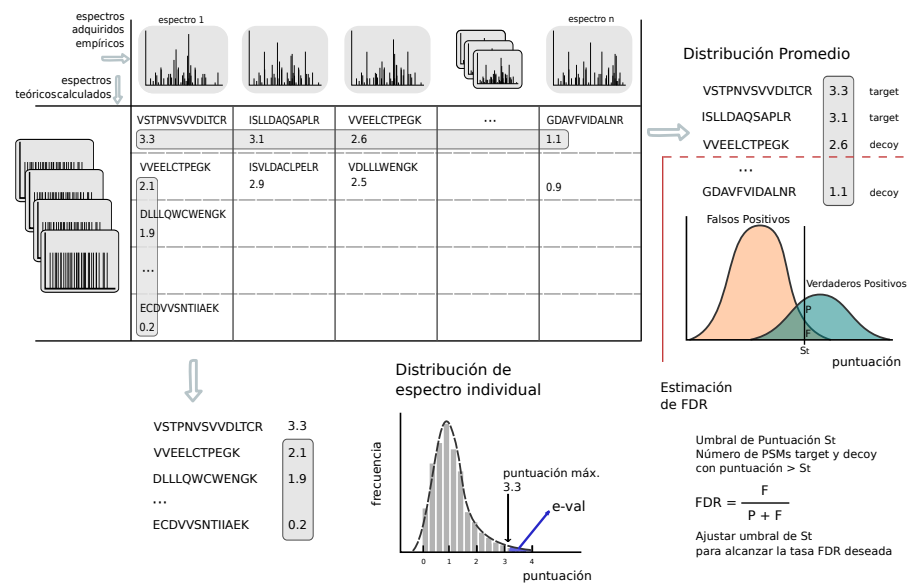 espectros
adquiridos
empíricos
espectro 1
espectro n
espectros
teóricoscalculados
VSTPNVSVVDLTCR ISLLDAQSAPLR VVEELCTPEGK ... GDAVFVIDALNR
3.3 3.1 2.6 1.1
VVEELCTPEGK ISVLDACLPELR VDLLLWENGK
2.1 2.9 2.5 0.9
DLLLQWCWENGK
1.9
...
ECDVVSNTIIAEK
0.2
Distribución Promedio
VSTPNVSVVDLTCR 3.3 target
ISLLDAQSAPLR 3.1 target
VVEELCTPEGK 2.6 decoy
...
GDAVFVIDALNR 1.1 decoy
Falsos Positivos
Verdaderos Positivos
P
F
St
puntuación
VSTPNVSVVDLTCR 3.3
VVEELCTPEGK 2.1
DLLLQWCWENGK 1.9
...
ECDVVSNTIIAEK 0.2
Distribución de
espectro individual
frecuencia
puntuación máx.
3.3
e-val
0 1 2 3 4
puntuación
Estimación
de FDR
Umbral de Puntuación St
Número de PSMs target y decoy
con puntuación > St
FDR = F
P + F
Ajustar umbral de St
para alcanzar la tasa FDR deseada